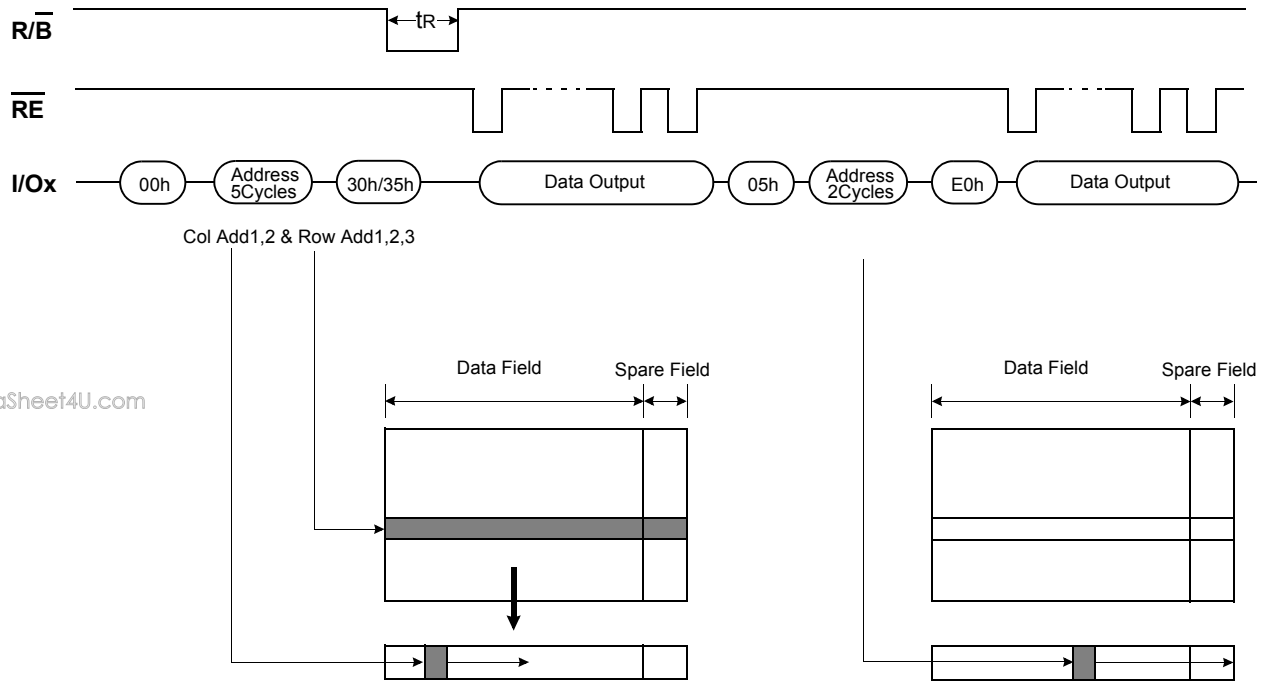 R/B
tR
RE
I/Ox
00h
Address
5Cycles
30h/35h
Data Output
05h
Address
2Cycles
E0h
Data Output
Col Add1,2 & Row Add1,2,3
Data Field
Spare Field
Data Field
Spare Field
aSheet4U.com